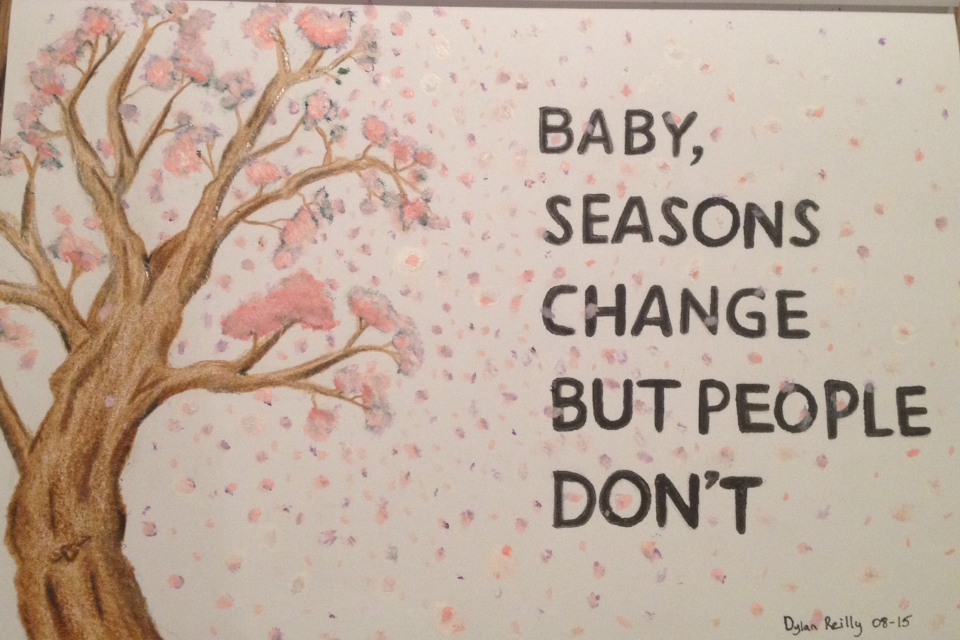 BABY,
SEASONS
CHANGE
BUT PEOPLE
DON'T
Dylan Reilly 08-15